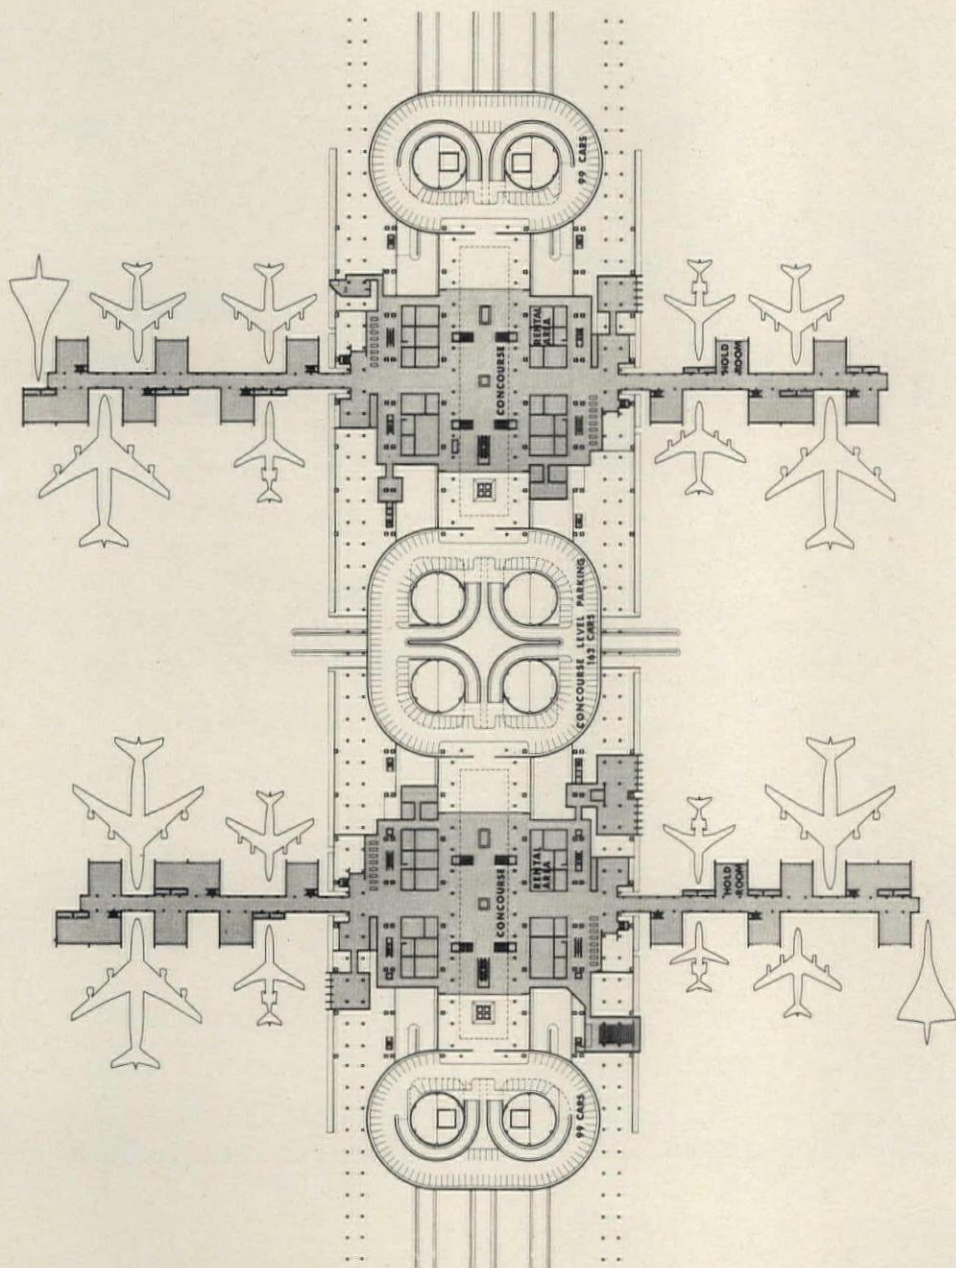 99 CARS
RENTAL
AREA
CONCOURSE
HOLD
ROOM
CONCOURSE LEVEL PARKING
162 CARS
RENTAL
AREA
CONCOURSE
HOLD
ROOM
99 CARS